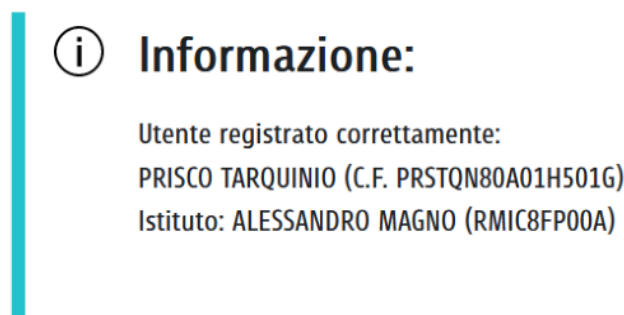 Informazione:
Utente registrato correttamente:
PRISCO TARQUINIO (C.F. PRSTQN80A01H501G)
Istituto: ALESSANDRO MAGNO (RMIC8FP00A)